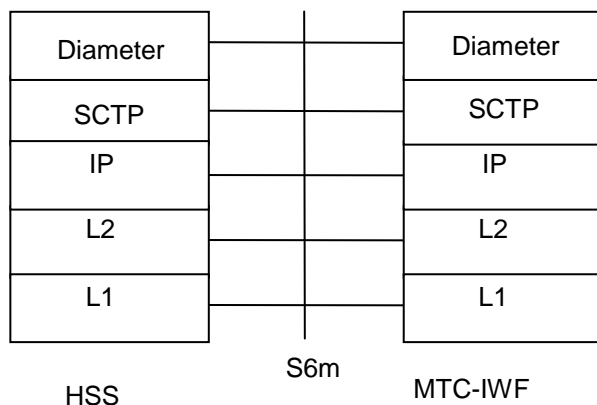 Diameter
SCTP
IP
L2
L1
HSS
S6m
Diameter
SCTP
IP
L2
L1
MTC-IWF